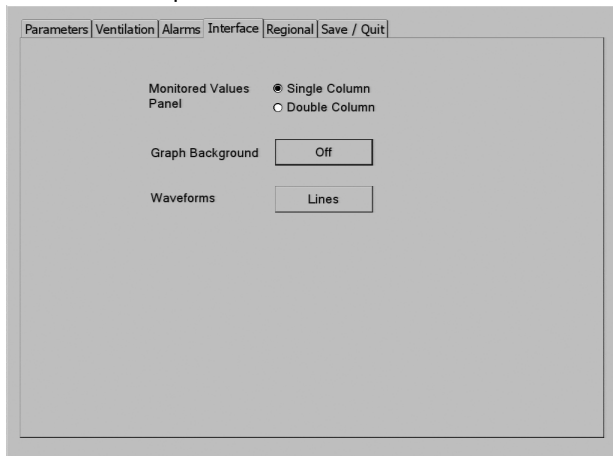 Parameters Ventilation Alarms Interface Regional Save / Quit
Monitored Values Panel
Single Column
Double Column
Graph Background Off
Waveforms Lines